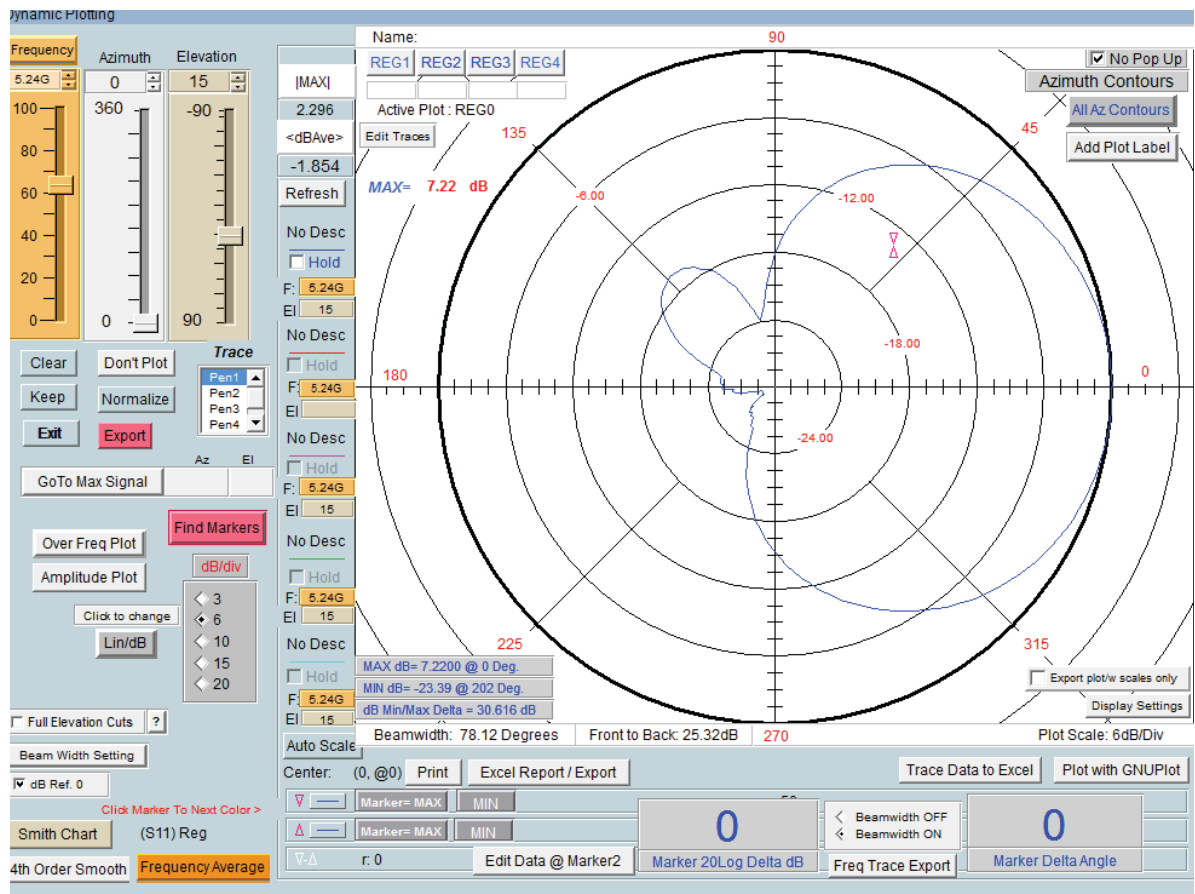 Dynamic Plotting
Frequency
Azimuth
Elevation
5.24G
0
15
100
80
60
40
20
0
360
0
-90
90
Clear
Don't Plot
Trace
Pen1
Pen2
Pen3
Pen4
Keep
Normalize
Exit
Export
Az El
GoTo Max Signal
Find Markers
Over Freq Plot
Amplitude Plot
dB/div
3
6
10
15
20
Click to change
Lin/dB
Full Elevation Cuts ?
Beam Width Setting
dB Ref. 0
Click Marker To Next Color >
Smith Chart (S11) Reg
4th Order Smooth Frequency Average
|MAX|
2.296
<dBAve>
-1.854
Refresh
No Desc
Hold
F: 5.24G
El 15
No Desc
Hold
F: 5.24G
El
No Desc
Hold
F: 5.24G
El 15
No Desc
Hold
F: 5.24G
El 15
No Desc
Hold
F: 5.24G
El 15
Auto Scale
Name:
REG1 REG2 REG3 REG4
Active Plot : REG0
Edit Traces
MAX= 7.22 dB
90
No Pop Up
Azimuth Contours
All Az Contours
Add Plot Label
135
45
-6.00
-12.00
-18.00
-24.00
180
0
225
315
270
MAX dB= 7.2200 @ 0 Deg.
MIN dB= -23.39 @ 202 Deg.
dB Min/Max Delta = 30.616 dB
Export plot/w scales only
Display Settings
Beamwidth: 78.12 Degrees
Front to Back: 25.32dB
Plot Scale: 6dB/Div
Center: (0, @0) Print Excel Report / Export
Trace Data to Excel
Plot with GNUPlot
Marker= MAX MIN
Marker= MAX MIN
∇-Δ r: 0 Edit Data @ Marker2
0
Marker 20Log Delta dB
Beamwidth OFF
Beamwidth ON
Freq Trace Export
0
Marker Delta Angle